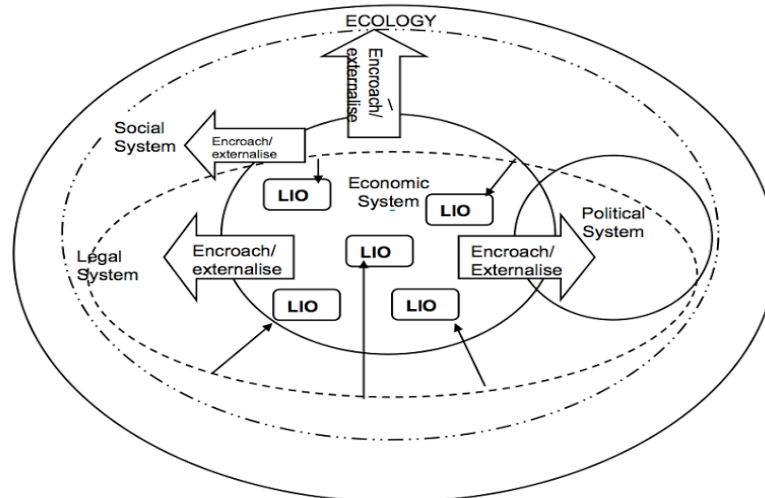 ECOLOGY
Encroach/
externalise
Social
System
Encroach/
externalise
Economic
System
LIO
LIO
Political
System
Legal
System
Encroach/
externalise
LIO
Encroach/
Externalise
LIO
LIO